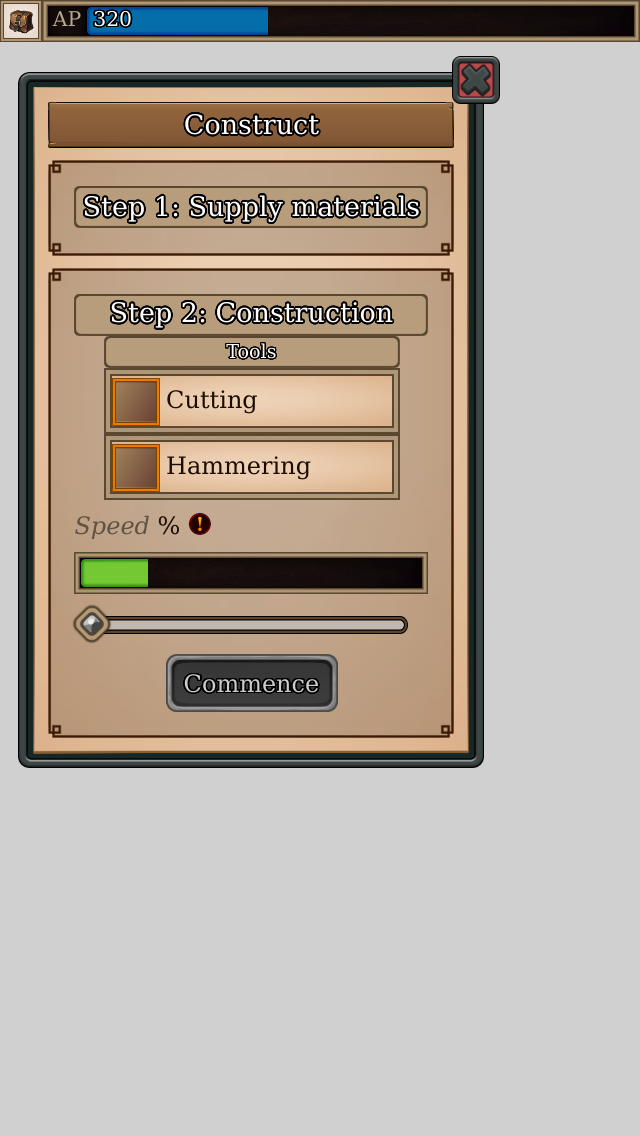 AP 320
Construct
Step 1: Supply materials
Step 2: Construction
Tools
Cutting
Hammering
Speed % !
Commence